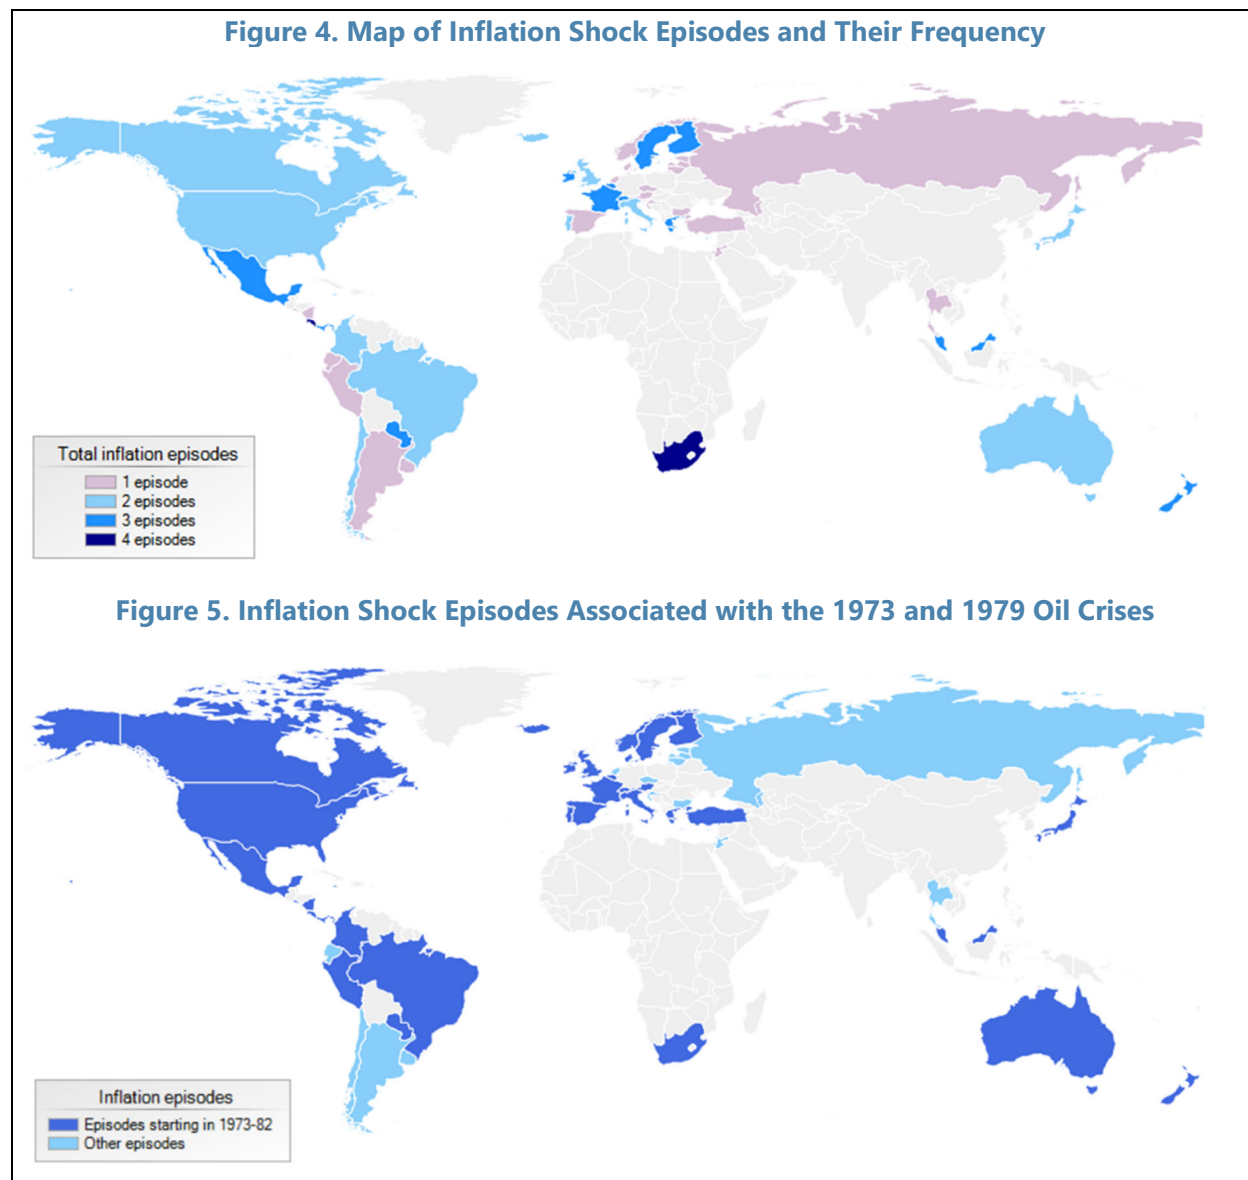 Figure 4. Map of Inflation Shock Episodes and Their Frequency
Total inflation episodes
1 episode
2 episodes
3 episodes
4 episodes
Figure 5. Inflation Shock Episodes Associated with the 1973 and 1979 Oil Crises
Inflation episodes
Episodes starting in 1973-82
Other episodes